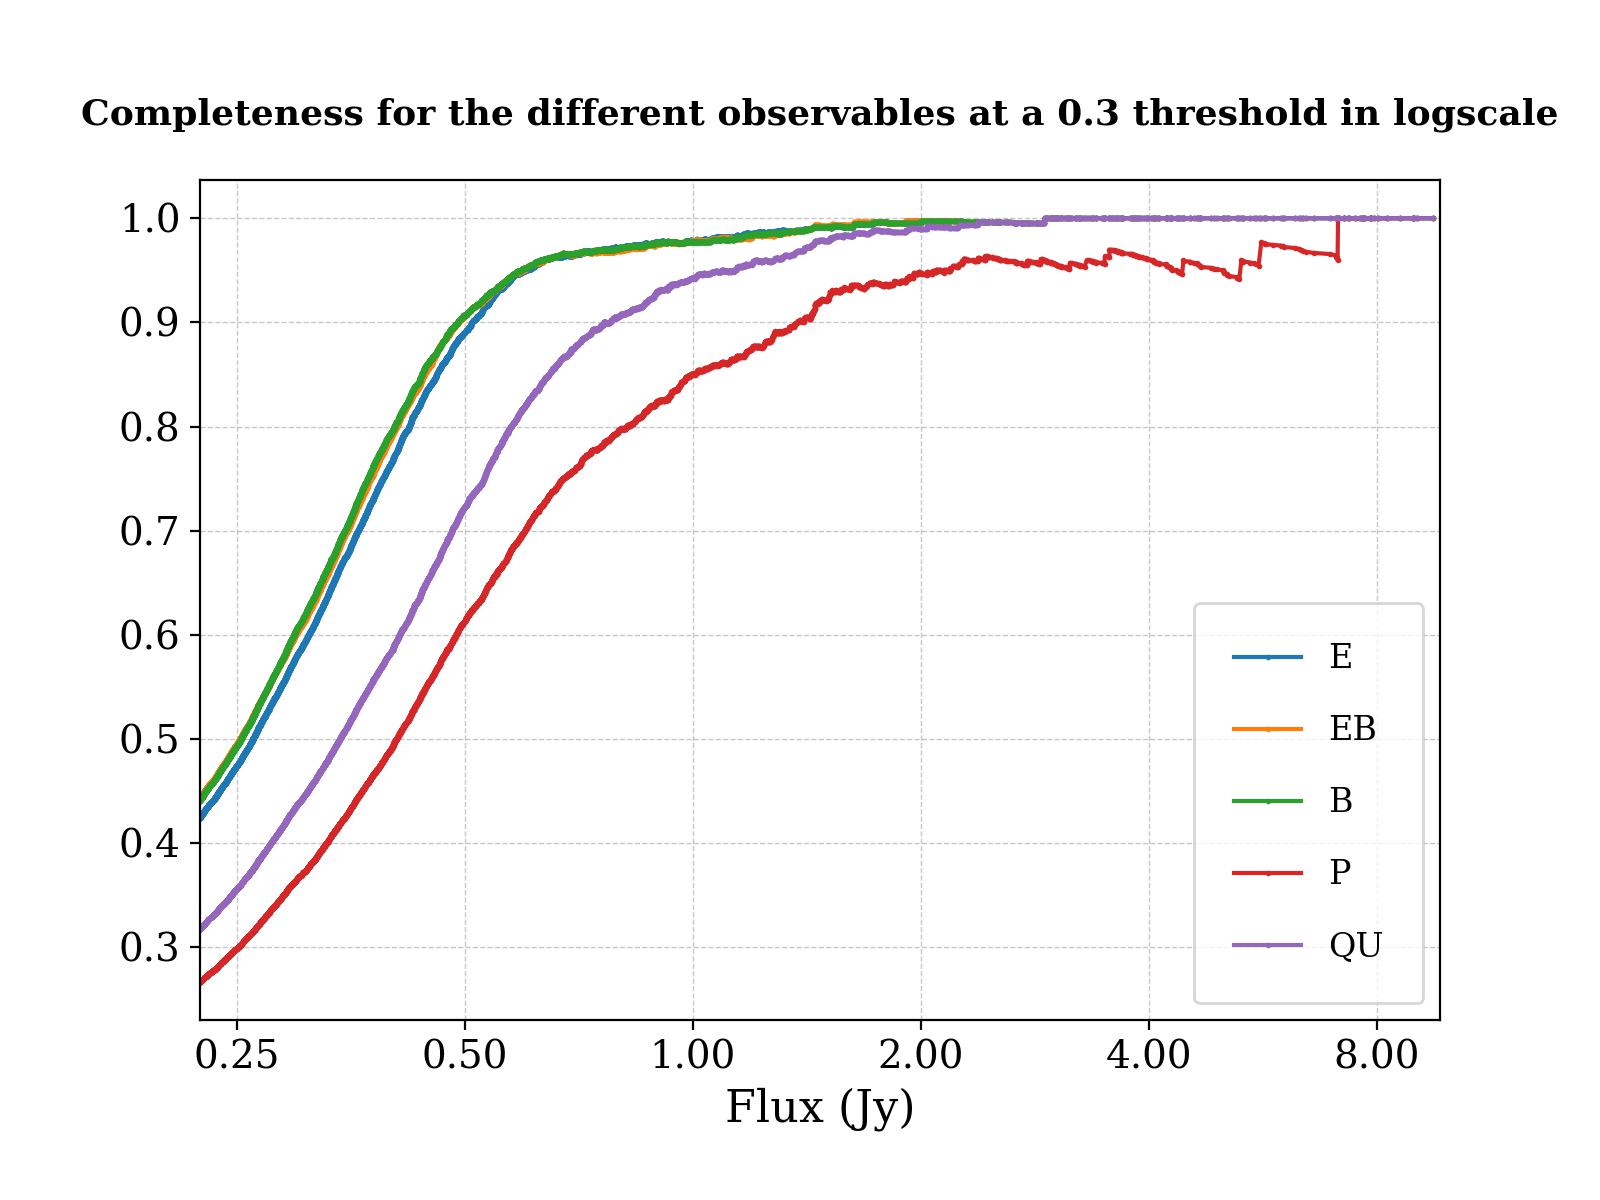 Completeness for the different observables at a 0.3 threshold in logscale
1.0
0.9
0.8
0.7
0.6
0.5
0.4
0.3
E
EB
B
P
QU
0.25 0.50 1.00 2.00 4.00 8.00
Flux (Jy)